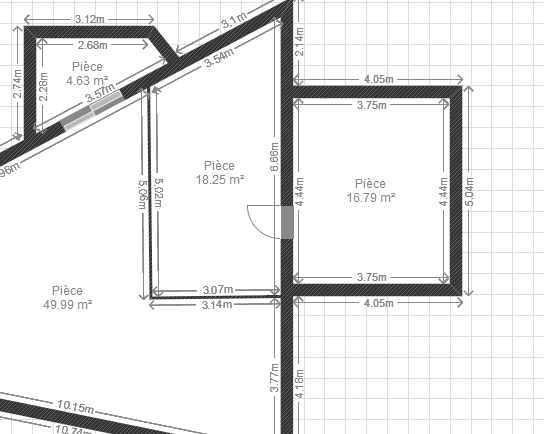 3.12m
2.68m
3.1m
3.54m
2.14m
2.74m
2.28m
Pièce
4.63 m²
3.57m
4.05m
3.75m
96m
5.06m
5.02m
Pièce
18.25 m²
6.66m
4.44m
Pièce
16.79 m²
4.44m
5.04m
Pièce
49.99 m²
3.07m
3.14m
3.75m
4.05m
3.77m
4.18m
10.15m
10.74m